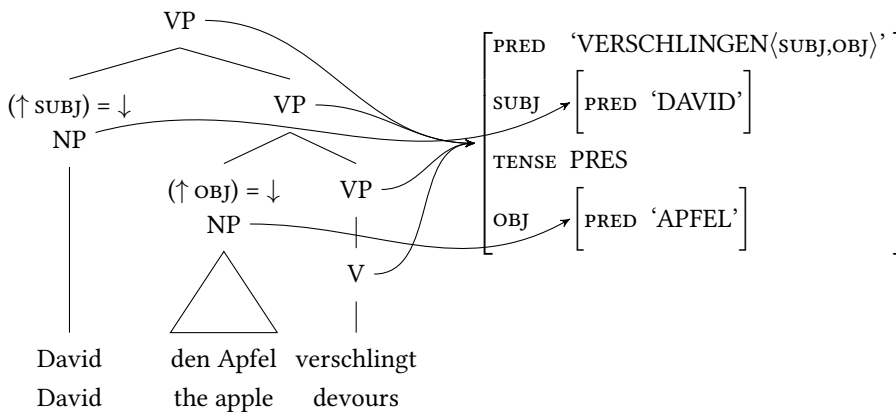 VP
PRED ‘VERSCHLINGEN⟨SUBJ,OBJ⟩’
(↑ SUBJ) = ↓
VP
SUBJ [PRED ‘DAVID’]
NP
TENSE PRES
(↑ OBJ) = ↓
VP
NP
OBJ [PRED ‘APFEL’]
V
David den Apfel verschlingt
David the apple devours